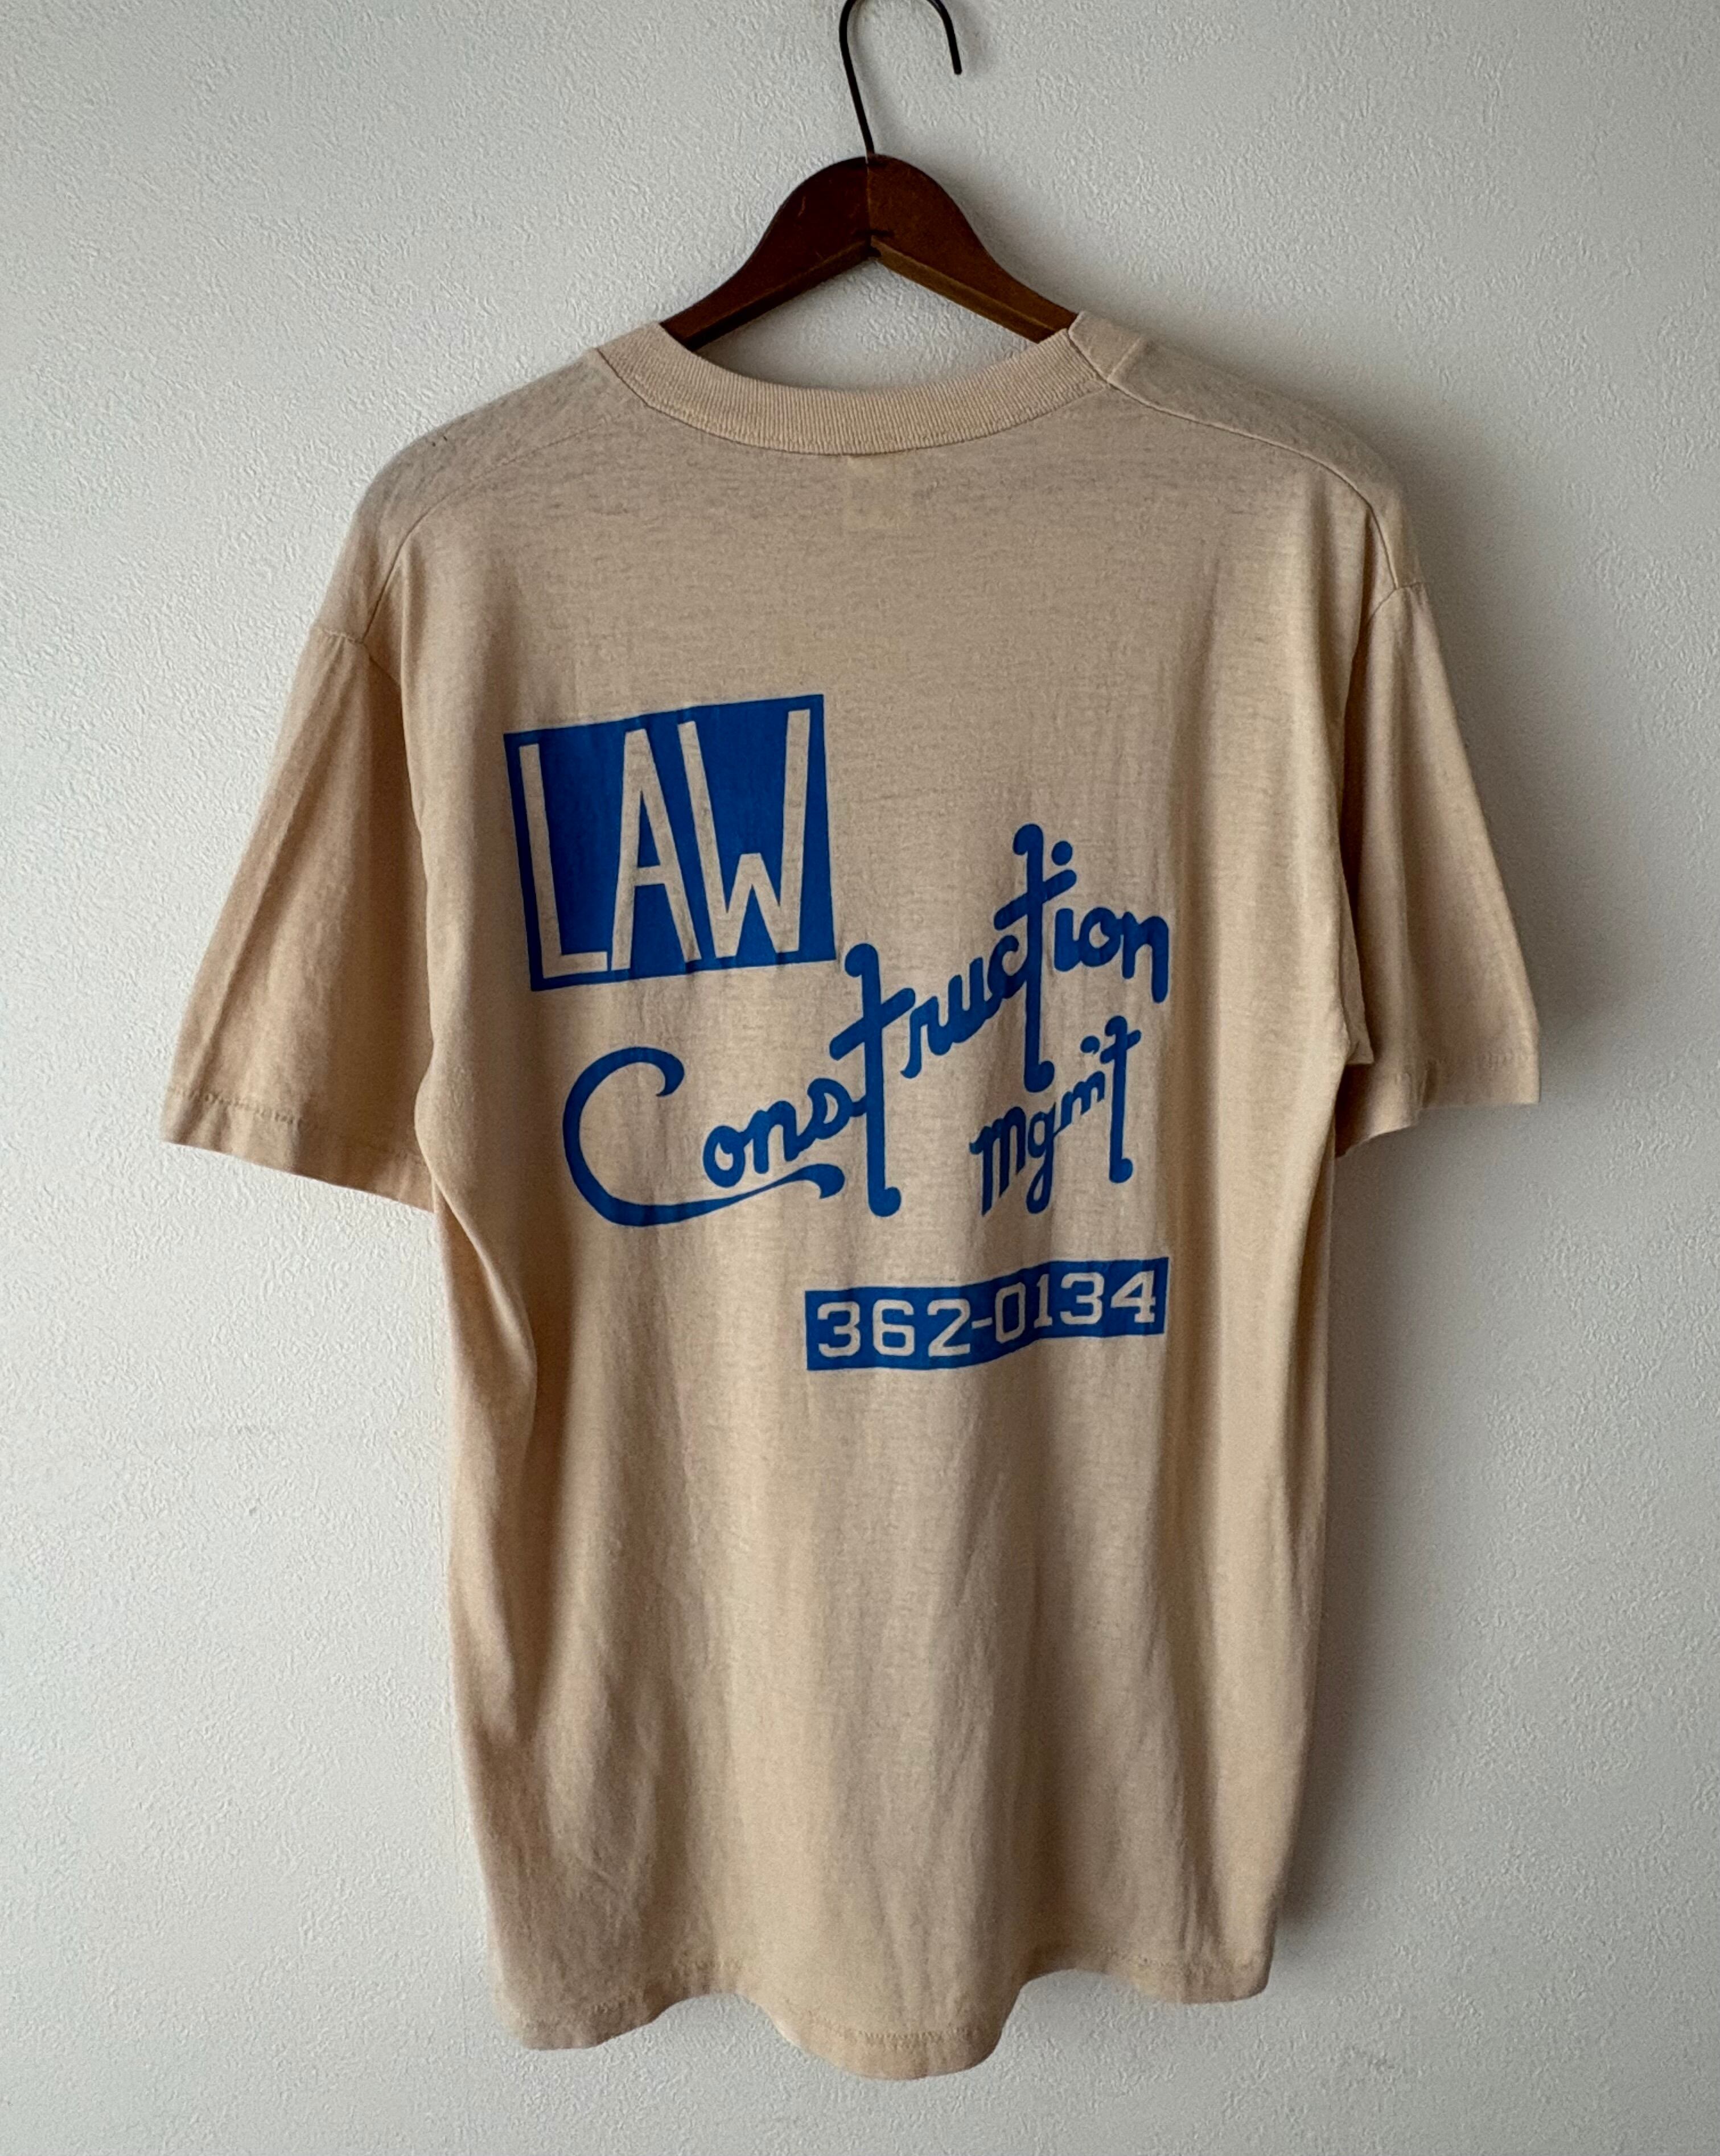 LAW
Construction
Mgm't
362-0134